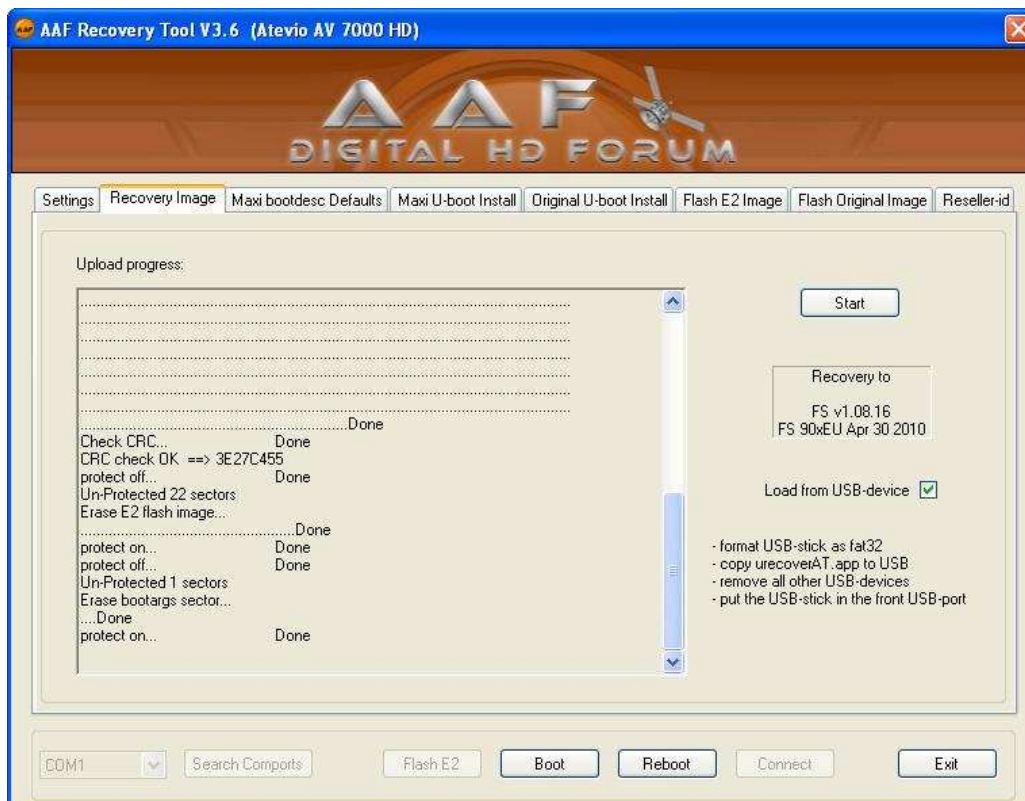 AAF Recovery Tool V3.6 (Atevio AV 7000 HD)
AAF
DIGITAL HD FORUM
Settings Recovery Image Maxi bootdesc Defaults Maxi U-boot Install Original U-boot Install Flash E2 Image Flash Original Image Reseller-id
Upload progress:
....................................................................................................................................
....................................................................................................................................
....................................................................................................................................
....................................................................................................................................
....................................................................................................................................
....................................................................................................................................
....................................................................................................................................
........................................................................Done
Check CRC... Done
CRC check OK ==> 3E27C455
protect off... Done
Un-Protected 22 sectors
Erase E2 flash image...
..........................................................Done
protect on... Done
protect off... Done
Un-Protected 1 sectors
Erase bootargs sector...
....Done
protect on... Done
Start
Recovery to
FS v1.08.16
FS 90xEU Apr 30 2010
Load from USB-device
- format USB-stick as fat32
- copy urecoverAT.app to USB
- remove all other USB-devices
- put the USB-stick in the front USB-port
COM1 Search Comports Flash E2 Boot Reboot Connect Exit